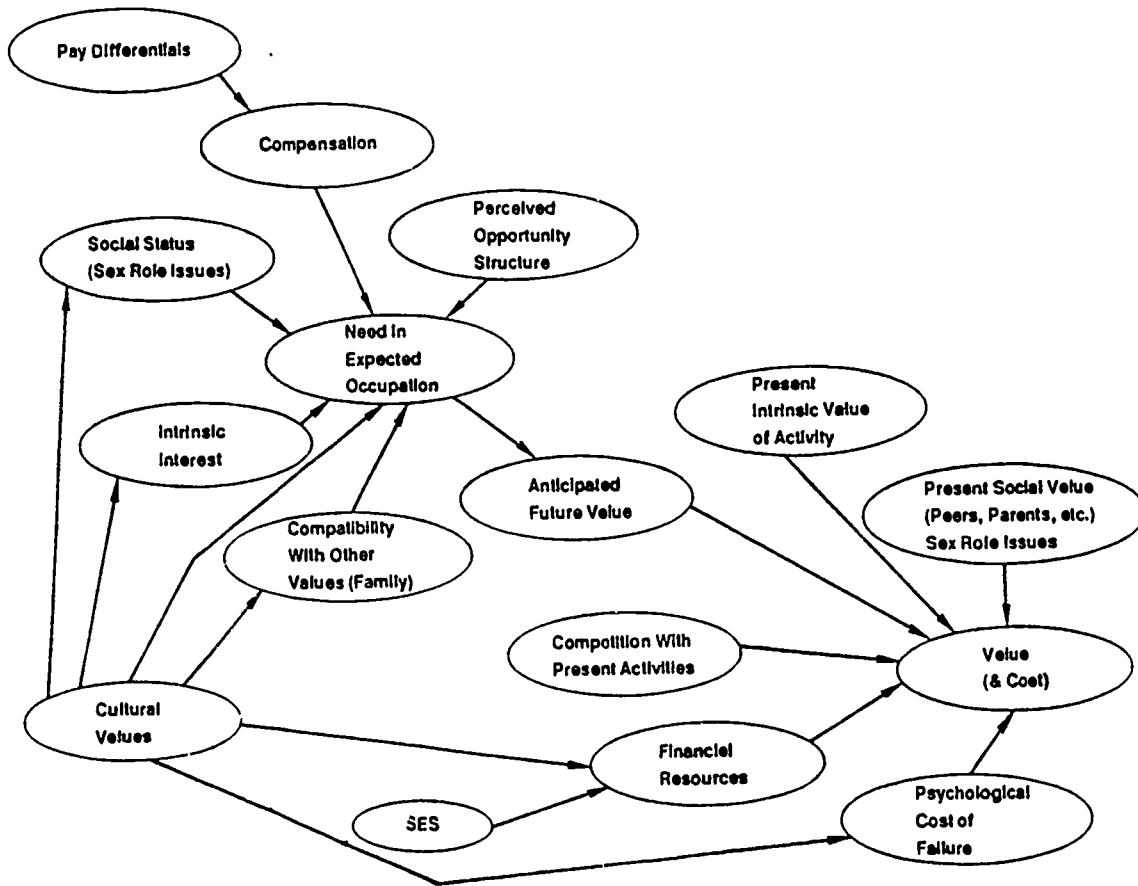 Pay Differentials
Compensation
Perceived
Opportunity
Structure
Social Status
(Sex Role Issues)
Need in
Expected
Occupation
Present
Intrinsic Value
of Activity
Intrinsic
Interest
Anticipated
Future Value
Present Social Value
(Peers, Parents, etc.)
Sex Role Issues
Compatibility
With Other
Values (Family)
Competition With
Present Activities
Value
(& Cost)
Cultural
Values
Financial
Resources
SES
Psychological
Cost of
Failure